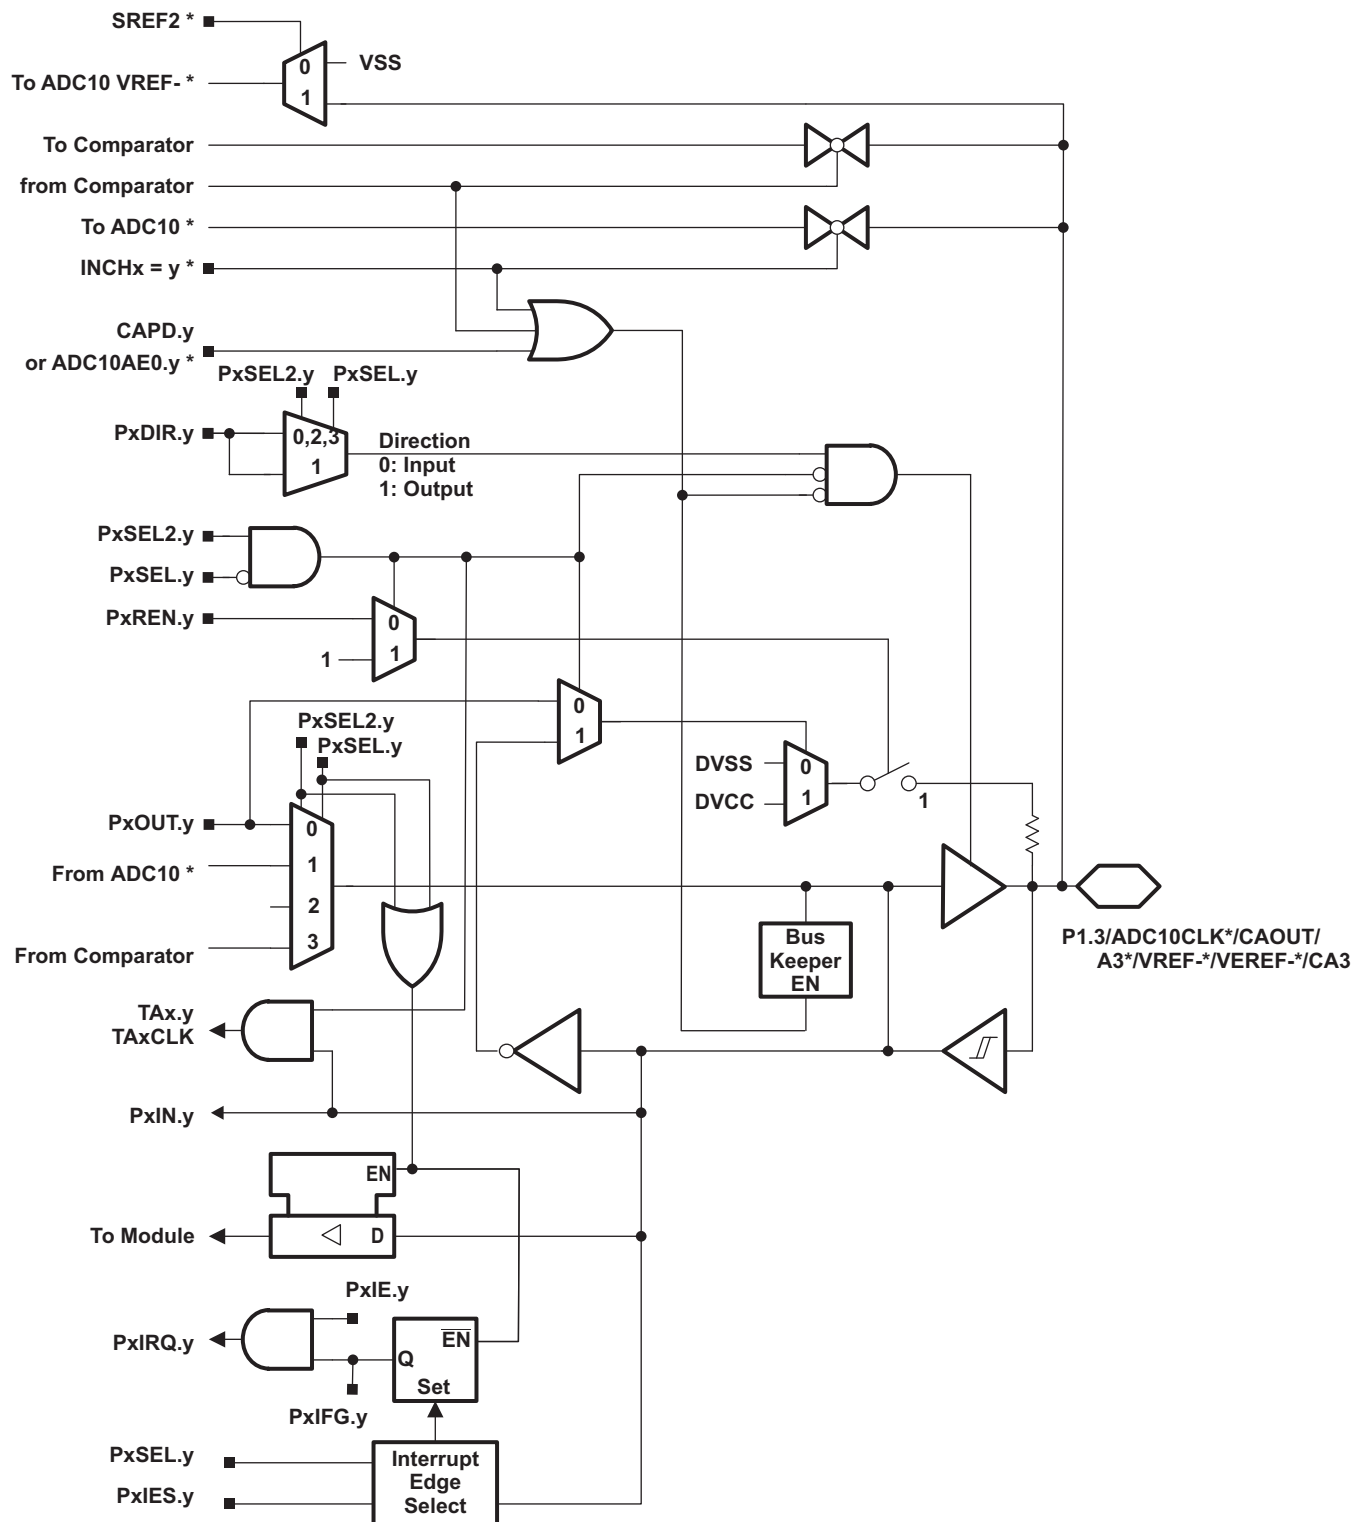 SREF2 *
VSS
0
To ADC10 VREF- *
1
To Comparator
from Comparator
To ADC10 *
INCHx = y *
CAPD.y
or ADC10AE0.y *
PxSEL2.y PxSEL.y
PxDIR.y
0,2,3
1
Direction
0: Input
1: Output
PxSEL2.y
PxSEL.y
PxREN.y
0
1
1
0
1
PxSEL2.y
PxSEL.y
DVSS
0
DVCC
1
1
PxOUT.y
0
From ADC10 *
1
2
From Comparator
3
Bus
Keeper
EN
P1.3/ADC10CLK*/CAOUT/
A3*/VREF-*/VEREF-*/CA3
TAx.y
TAxCLK
PxIN.y
EN
To Module
D
PxIE.y
PxIRQ.y
EN
Q
Set
PxIFG.y
PxSEL.y
PxIES.y
Interrupt
Edge
Select